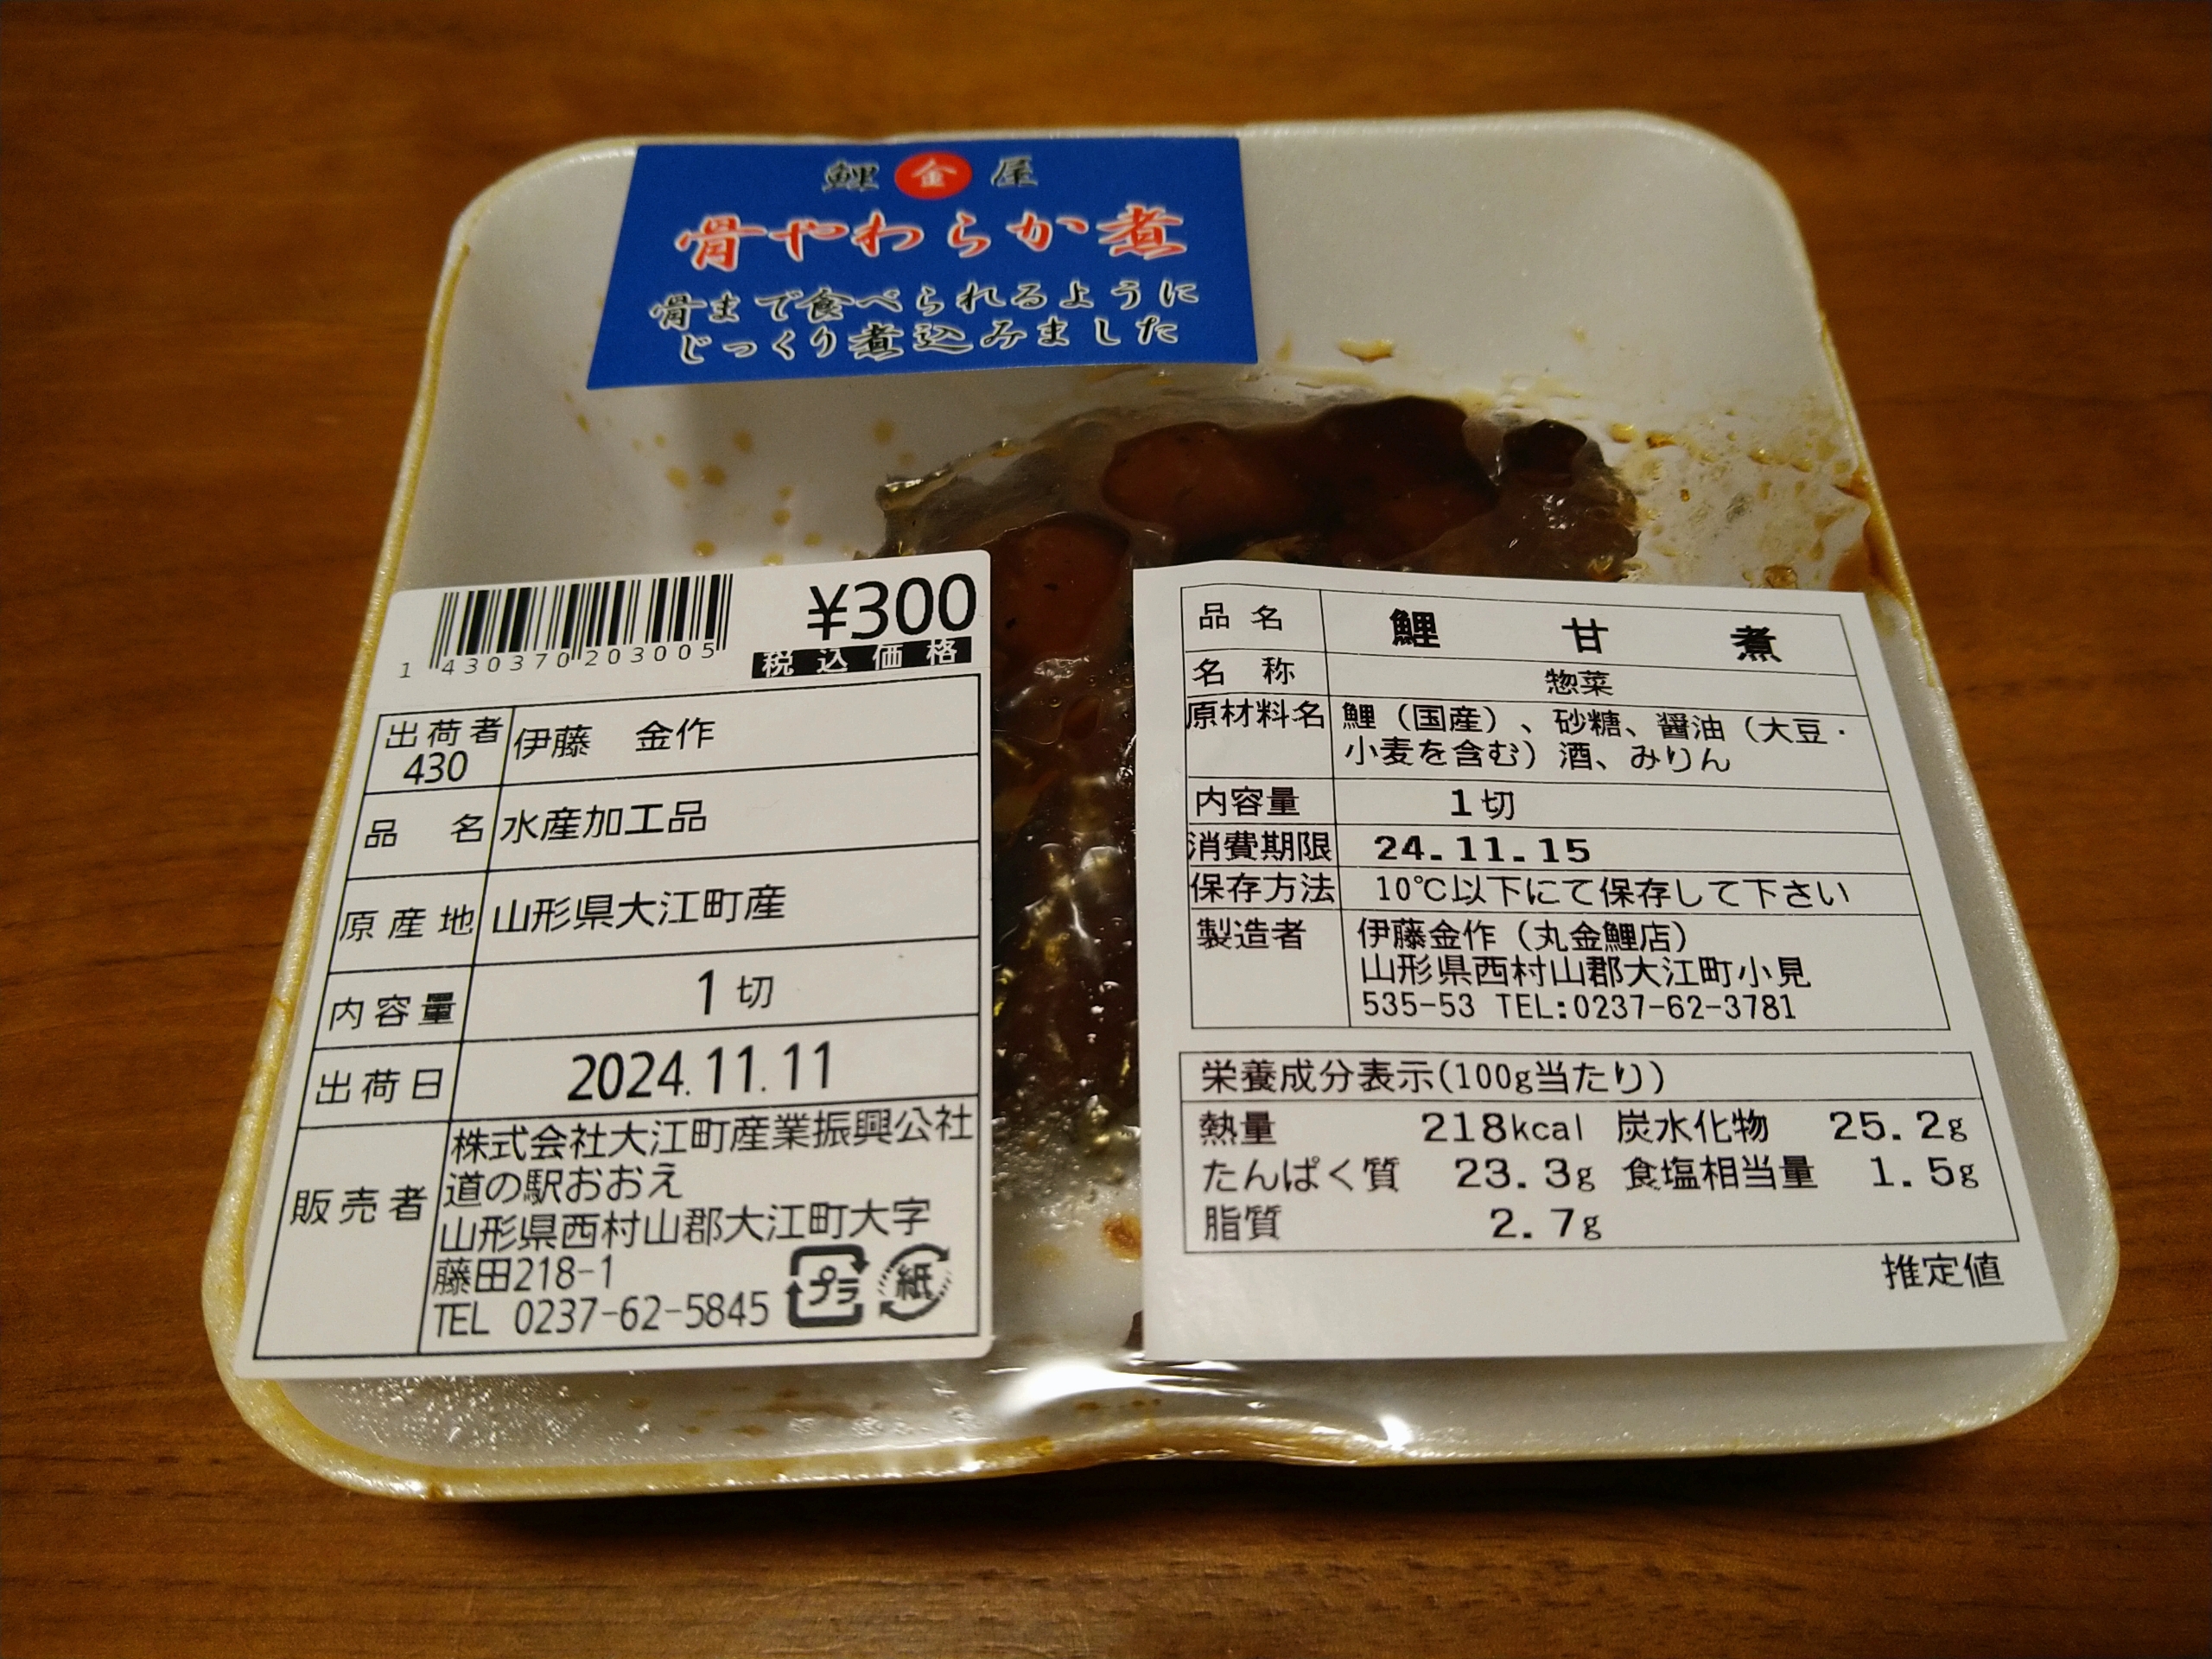 鯉 金 屋
骨やわらか煮
骨まで食べられるように
じっくり煮込みました
1 430370 203005
¥300
税込価格
出荷者 430 伊藤 金作
品名 水産加工品
原産地 山形県大江町産
内容量 1切
出荷日 2024.11.11
販売者 株式会社大江町産業振興公社
道の駅おおえ
山形県西村山郡大江町大字
藤田218-1
TEL 0237-62-5845
プラ 紙
品名 鯉 甘 煮
名称 惣菜
原材料名 鯉（国産）、砂糖、醤油（大豆・
小麦を含む）酒、みりん
内容量 1切
消費期限 24.11.15
保存方法 10℃以下にて保存して下さい
製造者 伊藤金作（丸金鯉店）
山形県西村山郡大江町小見
535-53 TEL:0237-62-3781
栄養成分表示(100g当たり)
熱量 218kcal 炭水化物 25.2g
たんぱく質 23.3g 食塩相当量 1.5g
脂質 2.7g
推定値